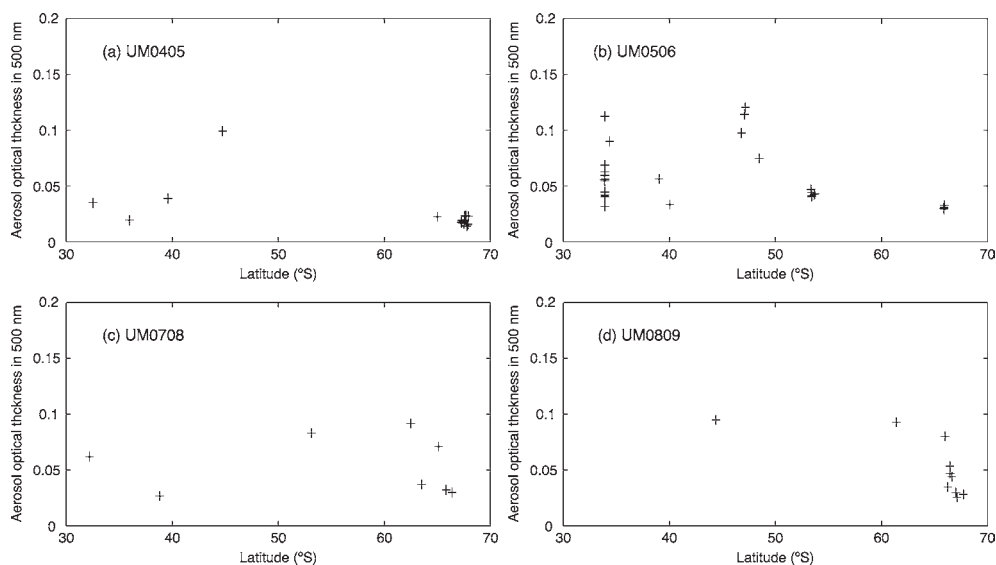 (a) UM0405
Aerosol optical thckness in 500 nm
0.2
0.15
0.1
0.05
0
30 40 50 60 70
Latitude (°S)
(b) UM0506
Aerosol optical thckness in 500 nm
0.2
0.15
0.1
0.05
0
30 40 50 60 70
Latitude (°S)
(c) UM0708
Aerosol optical thckness in 500 nm
0.2
0.15
0.1
0.05
0
30 40 50 60 70
Latitude (°S)
(d) UM0809
Aerosol optical thckness in 500 nm
0.2
0.15
0.1
0.05
0
30 40 50 60 70
Latitude (°S)